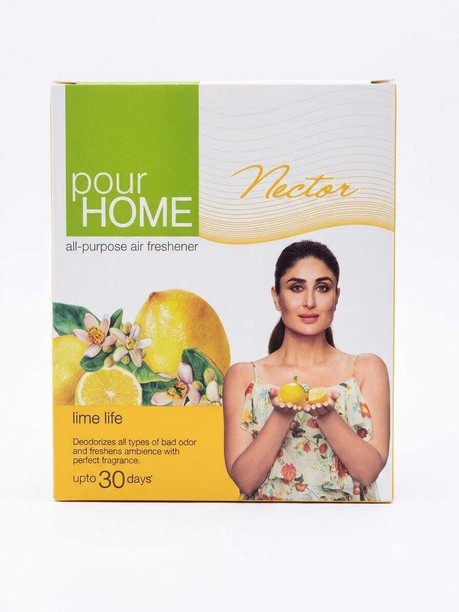 pour
HOME
Nector
all-purpose air freshener
lime life
Deodorizes all types of bad odor
and freshens ambience with
perfect fragrance.
upto 30 days*